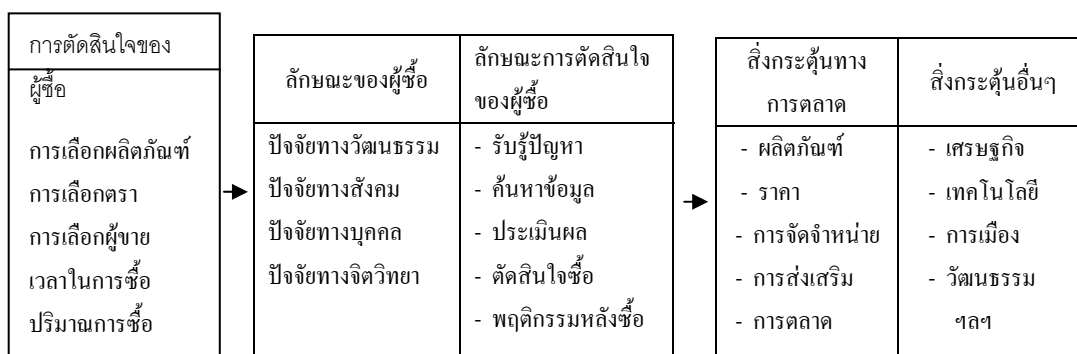 การตัดสินใจของ
ผู้ซื้อ
การเลือกผลิตภัณฑ์
การเลือกตรา
การเลือกผู้ขาย
เวลาในการซื้อ
ปริมาณการซื้อ
ลักษณะของผู้ซื้อ
ปัจจัยทางวัฒนธรรม
ปัจจัยทางสังคม
ปัจจัยทางบุคคล
ปัจจัยทางจิตวิทยา
ลักษณะการตัดสินใจ
ของผู้ซื้อ
- รับรู้ปัญหา
- ค้นหาข้อมูล
- ประเมินผล
- ตัดสินใจซื้อ
- พฤติกรรมหลังซื้อ
สิ่งกระตุ้นทาง
การตลาด
- ผลิตภัณฑ์
- ราคา
- การจัดจำหน่าย
- การส่งเสริม
- การตลาด
สิ่งกระตุ้นอื่นๆ
- เศรษฐกิจ
- เทคโนโลยี
- การเมือง
- วัฒนธรรม
ฯลฯ